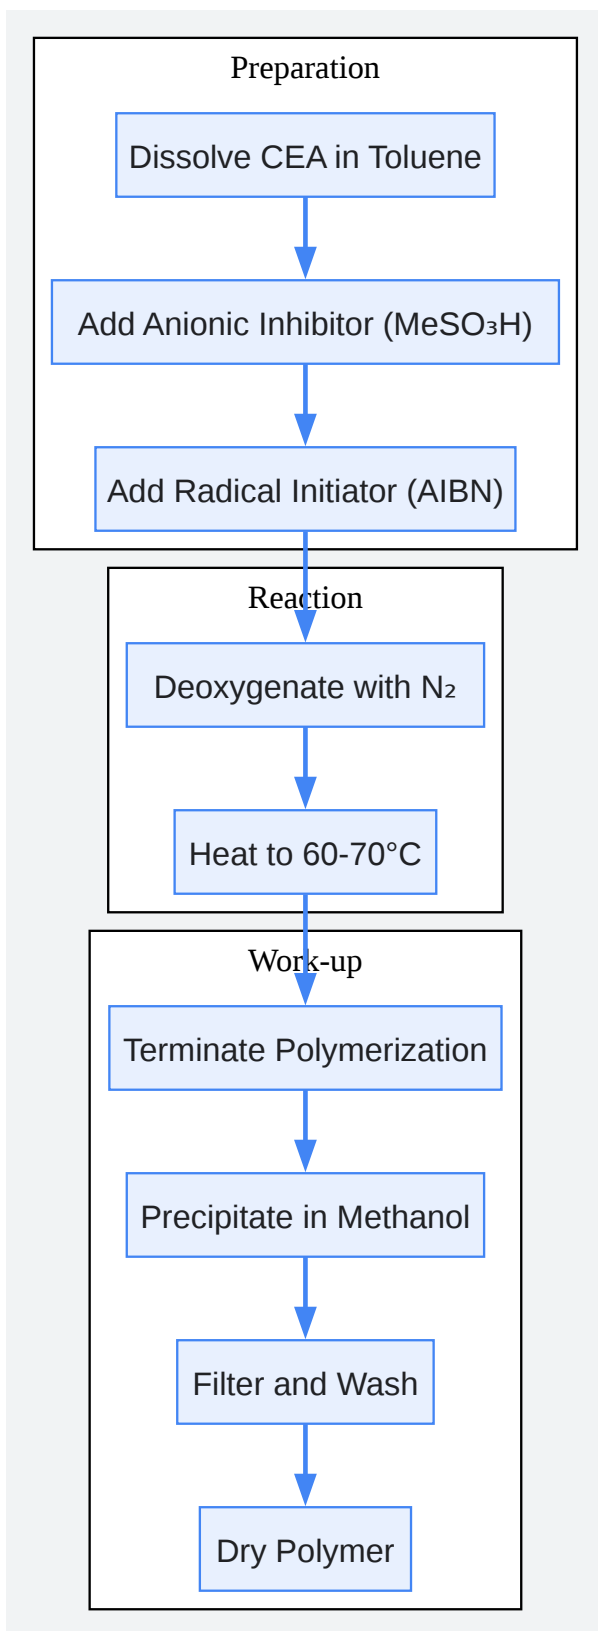 Preparation
Dissolve CEA in Toluene
Add Anionic Inhibitor (MeSO₃H)
Add Radical Initiator (AIBN)
Reaction
Deoxygenate with N₂
Heat to 60-70°C
Work-up
Terminate Polymerization
Precipitate in Methanol
Filter and Wash
Dry Polymer